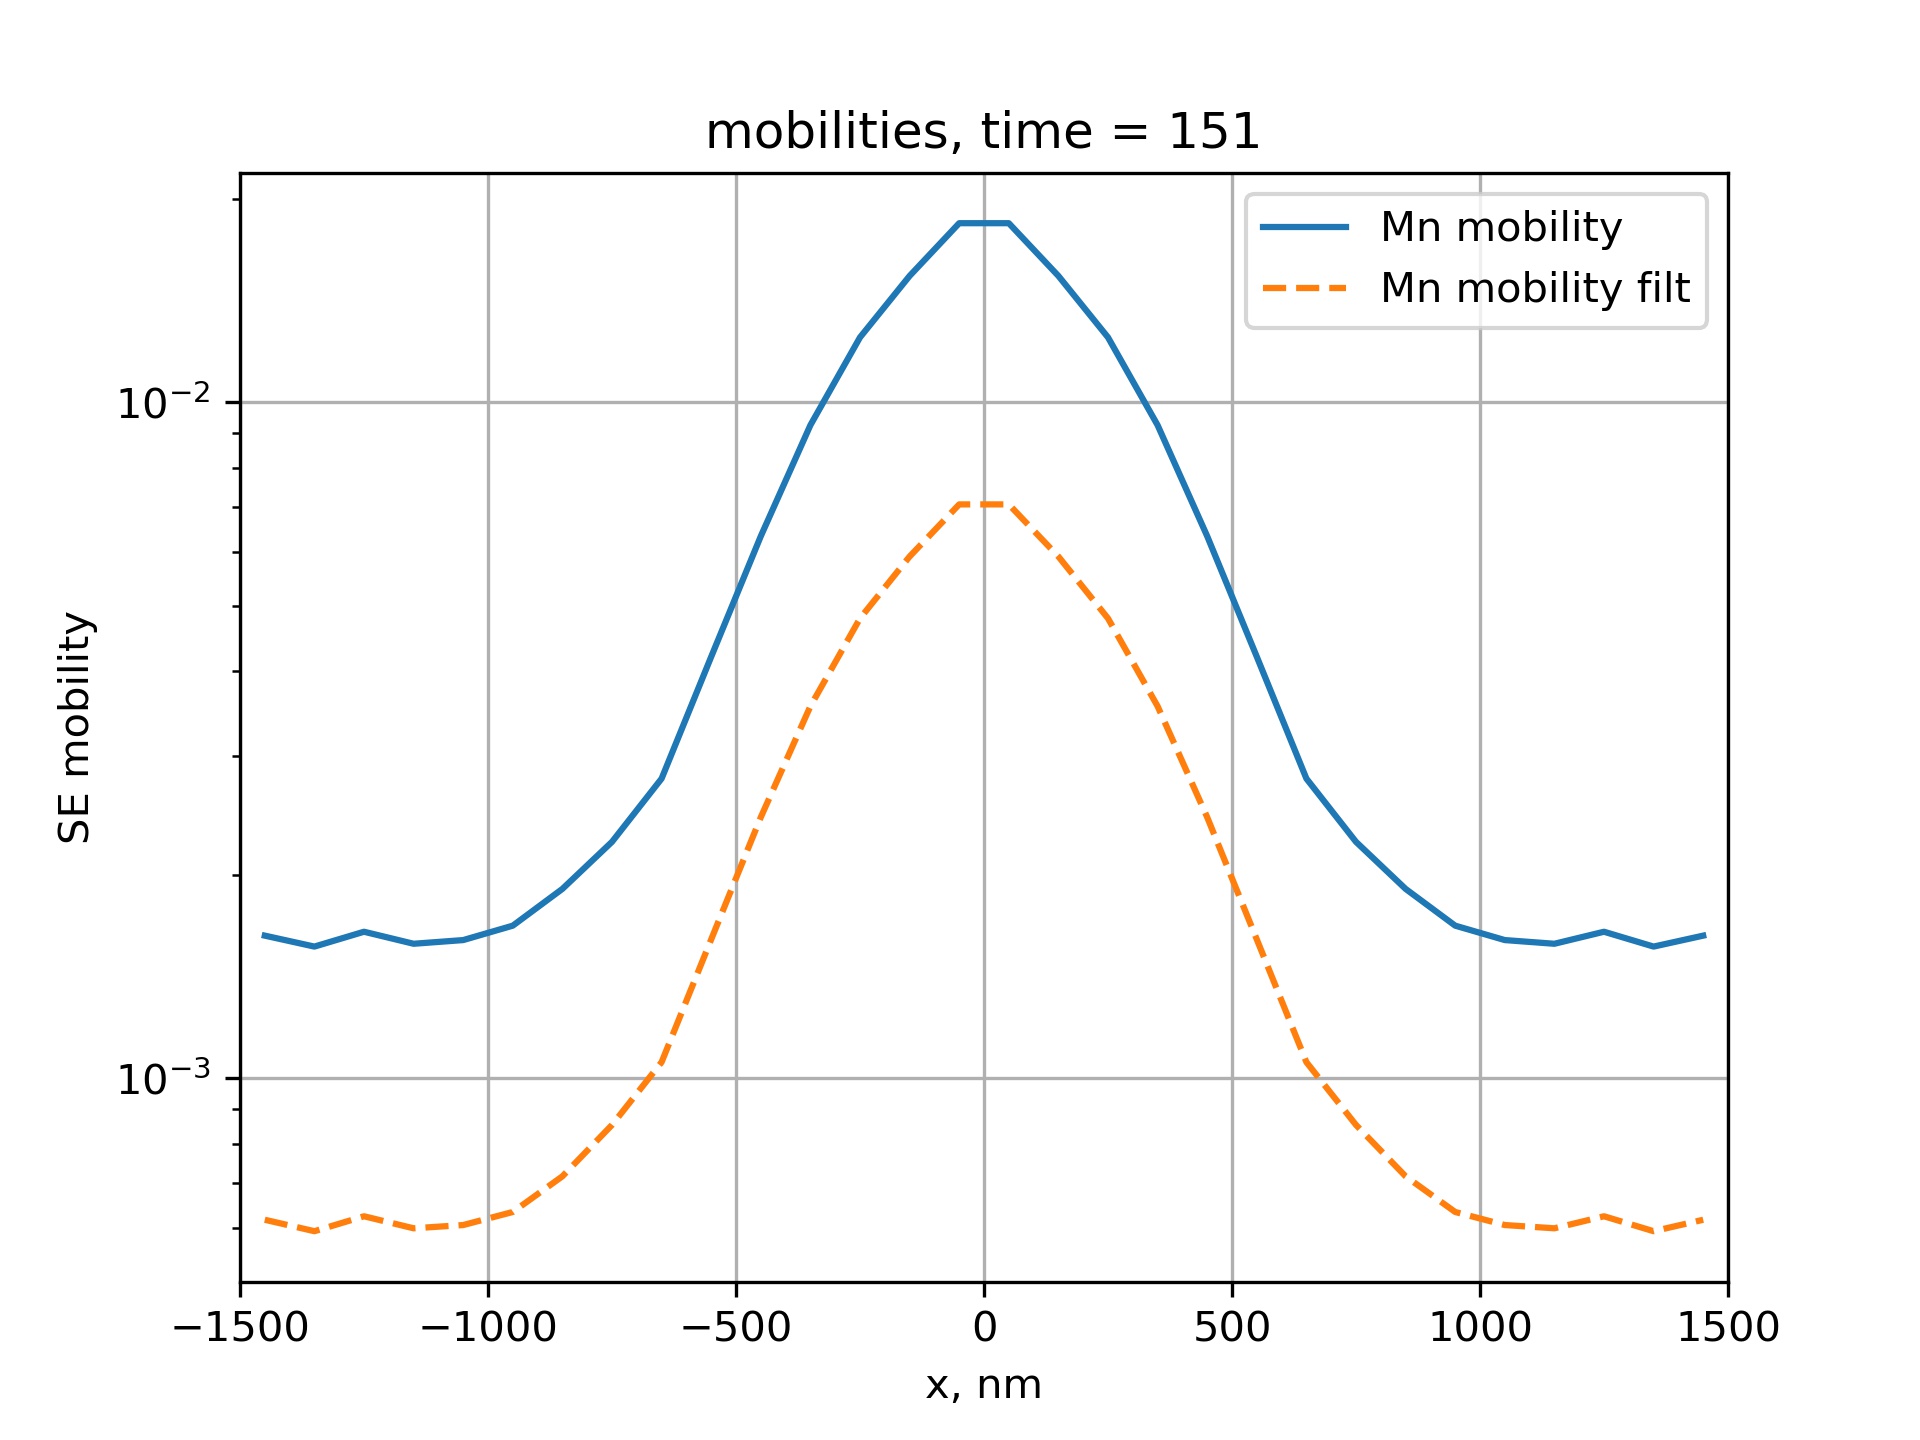 mobilities, time = 151
Mn mobility
Mn mobility filt
SE mobility
10⁻²
10⁻³
−1500 −1000 −500 0 500 1000 1500
x, nm